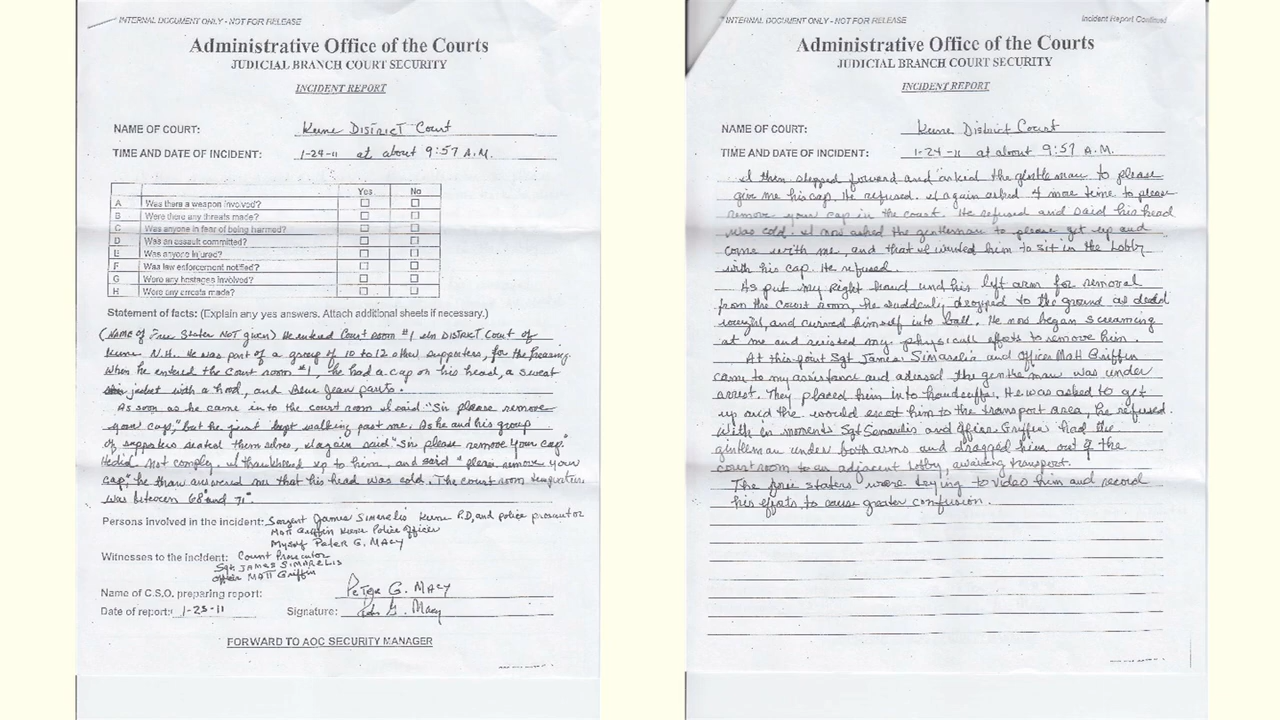 INTERNAL DOCUMENT ONLY - NOT FOR RELEASE
Administrative Office of the Courts
JUDICIAL BRANCH COURT SECURITY
INCIDENT REPORT
NAME OF COURT: Keene DISTRICT Court
TIME AND DATE OF INCIDENT: 1-24-11 at about 9:57 A.M.
Yes No
A Was there a weapon involved? ☐ ☐
B Were there any threats made? ☐ ☐
C Was anyone in fear of being harmed? ☐ ☐
D Was an assault committed? ☐ ☐
E Was anyone injured? ☐ ☐
F Was law enforcement notified? ☐ ☐
G Were any hostages involved? ☐ ☐
H Were any arrests made? ☐ ☐
Statement of facts: (Explain any yes answers. Attach additional sheets if necessary.)
(Name of Free Stater NOT given) He entered Court room #1 in DISTRICT Court of
Keene N.H. He was part of a group of 10 to 12 other supporters, for the hearing.
When he entered the Court room #1, he had a cap on his head, a sweat
jacket with a hood, and blue jean pants.
As soon as he came into the court room I said "Sir please remove
your cap," but he just kept walking past me. As he and his group
of supporters seated themselves, I again said "Sir please remove your cap."
He did not comply. I up to him, and said "please remove your
cap," he than answered me that his head was cold. The court room temperature
was between 68° and 71°.
Persons involved in the incident: Sargent James Simarelis Keene P.D, and police prosecutor
Matt Griffin Keene Police Officer
Myself Peter G. Macy
Witnesses to the incident: Court Prosecutor
Sgt JAMES SIMARELIS
officer MATT Griffin
Name of C.S.O. preparing report: Peter G. MAcy
Date of report: 1-25-11 Signature: Peter G. Macy
FORWARD TO AOC SECURITY MANAGER
INTERNAL DOCUMENT ONLY - NOT FOR RELEASE Incident Report Continued
Administrative Office of the Courts
JUDICIAL BRANCH COURT SECURITY
INCIDENT REPORT
NAME OF COURT: Keene District Court
TIME AND DATE OF INCIDENT: 1-24-11 at about 9:57 A.M.
I then stepped forward and asked the gentleman to please
give me his cap. He refused. I again asked 4 more time to please
remove your cap in the court. He refused and said his head
was cold. I now asked the gentleman to please get up and
come with me, and that I wanted him to sit in the Lobby
with his cap. He refused.
As put my right hand under his left arm for removal
from the Court room, he suddenly dropped to the ground as dead
weight, and curved himself into ball. He now began screaming
at me and resisted my physicall efforts to remove him.
At this point Sgt James Simarelis and Officer Matt Griffin
came to my assistance and advised the gentleman was under
arrest. They placed him into handcuffs. He was asked to get
up and the would escort him to the transport area, he refused.
With in moments Sgt Simarelis and Officer Griffin had the
gentleman under both arms and dragged him out of the
courtroom to an adjacent lobby, awaiting transport.
The free staters were trying to video him and record
his efforts to cause greater confusion.